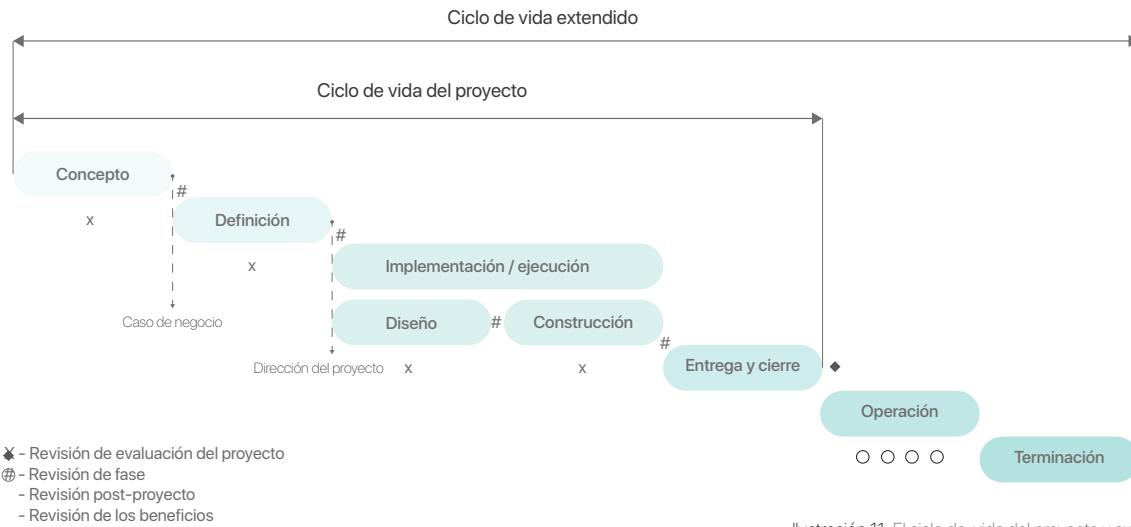 Ciclo de vida extendido
Ciclo de vida del proyecto
Concepto
#
x
Definición
#
x
Implementación / ejecución
Caso de negocio
Diseño
#
Construcción
#
Dirección del proyecto
x
x
Entrega y cierre
Operación
Terminación
- Revisión de evaluación del proyecto
# - Revisión de fase
- Revisión post-proyecto
- Revisión de los beneficios